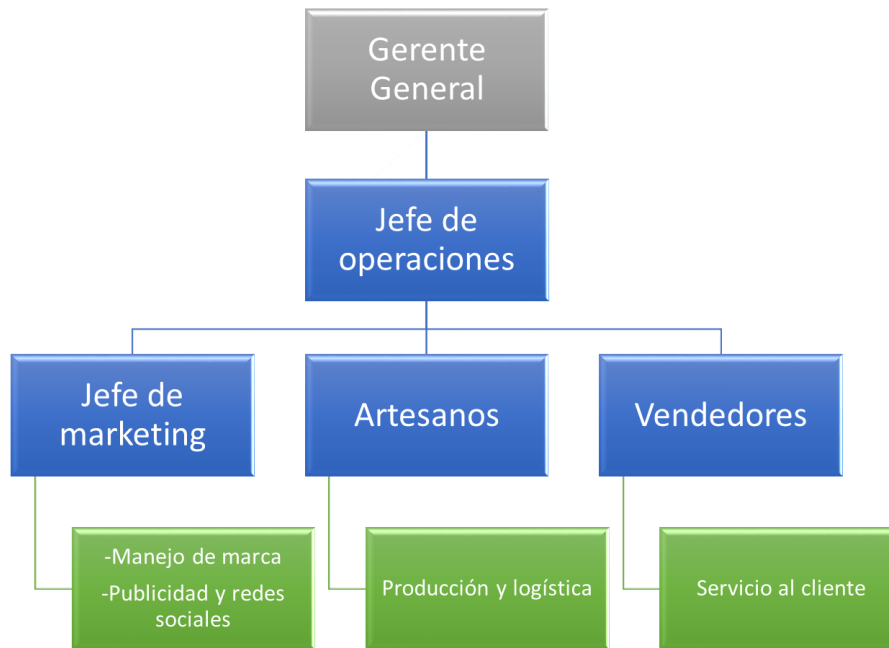 Gerente
General
Jefe de
operaciones
Jefe de
marketing
Artesanos
Vendedores
-Manejo de marca
-Publicidad y redes
sociales
Producción y logística
Servicio al cliente